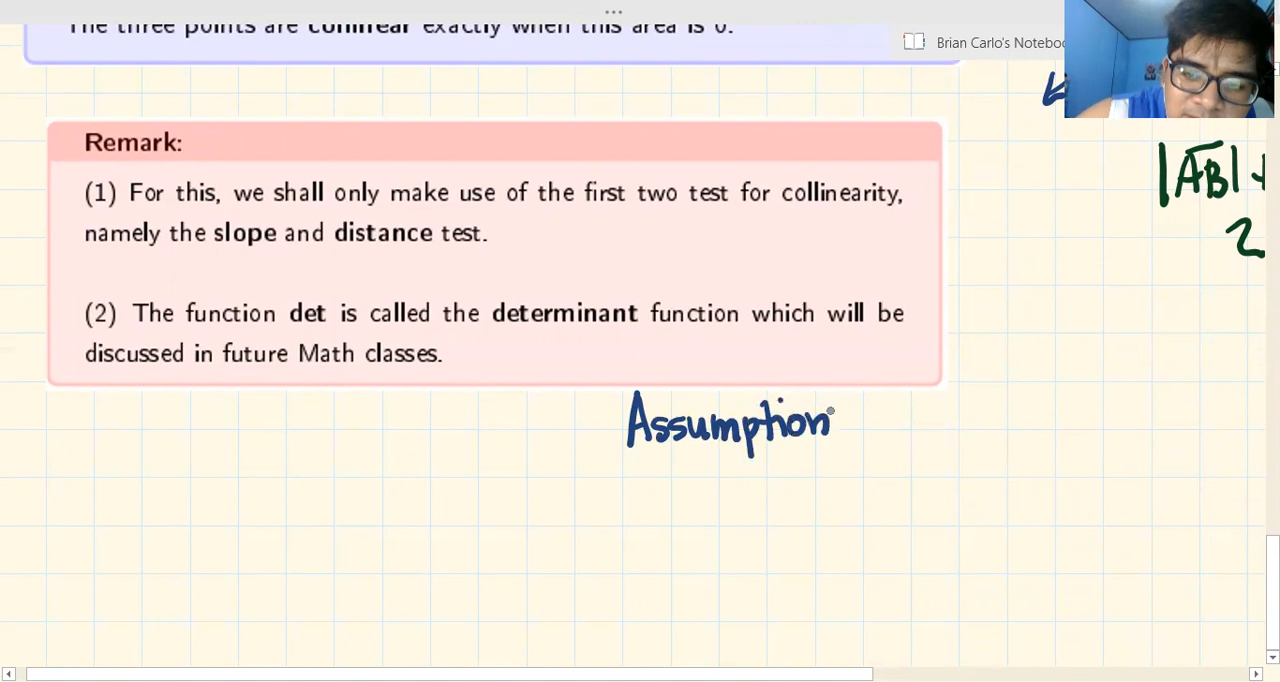 The three points are collinear exactly when this area is 0.
Brian Carlo's Noteboo
Remark:
(1) For this, we shall only make use of the first two test for collinearity,
namely the slope and distance test.
(2) The function det is called the determinant function which will be
discussed in future Math classes.
|AB| +
2
Assumption